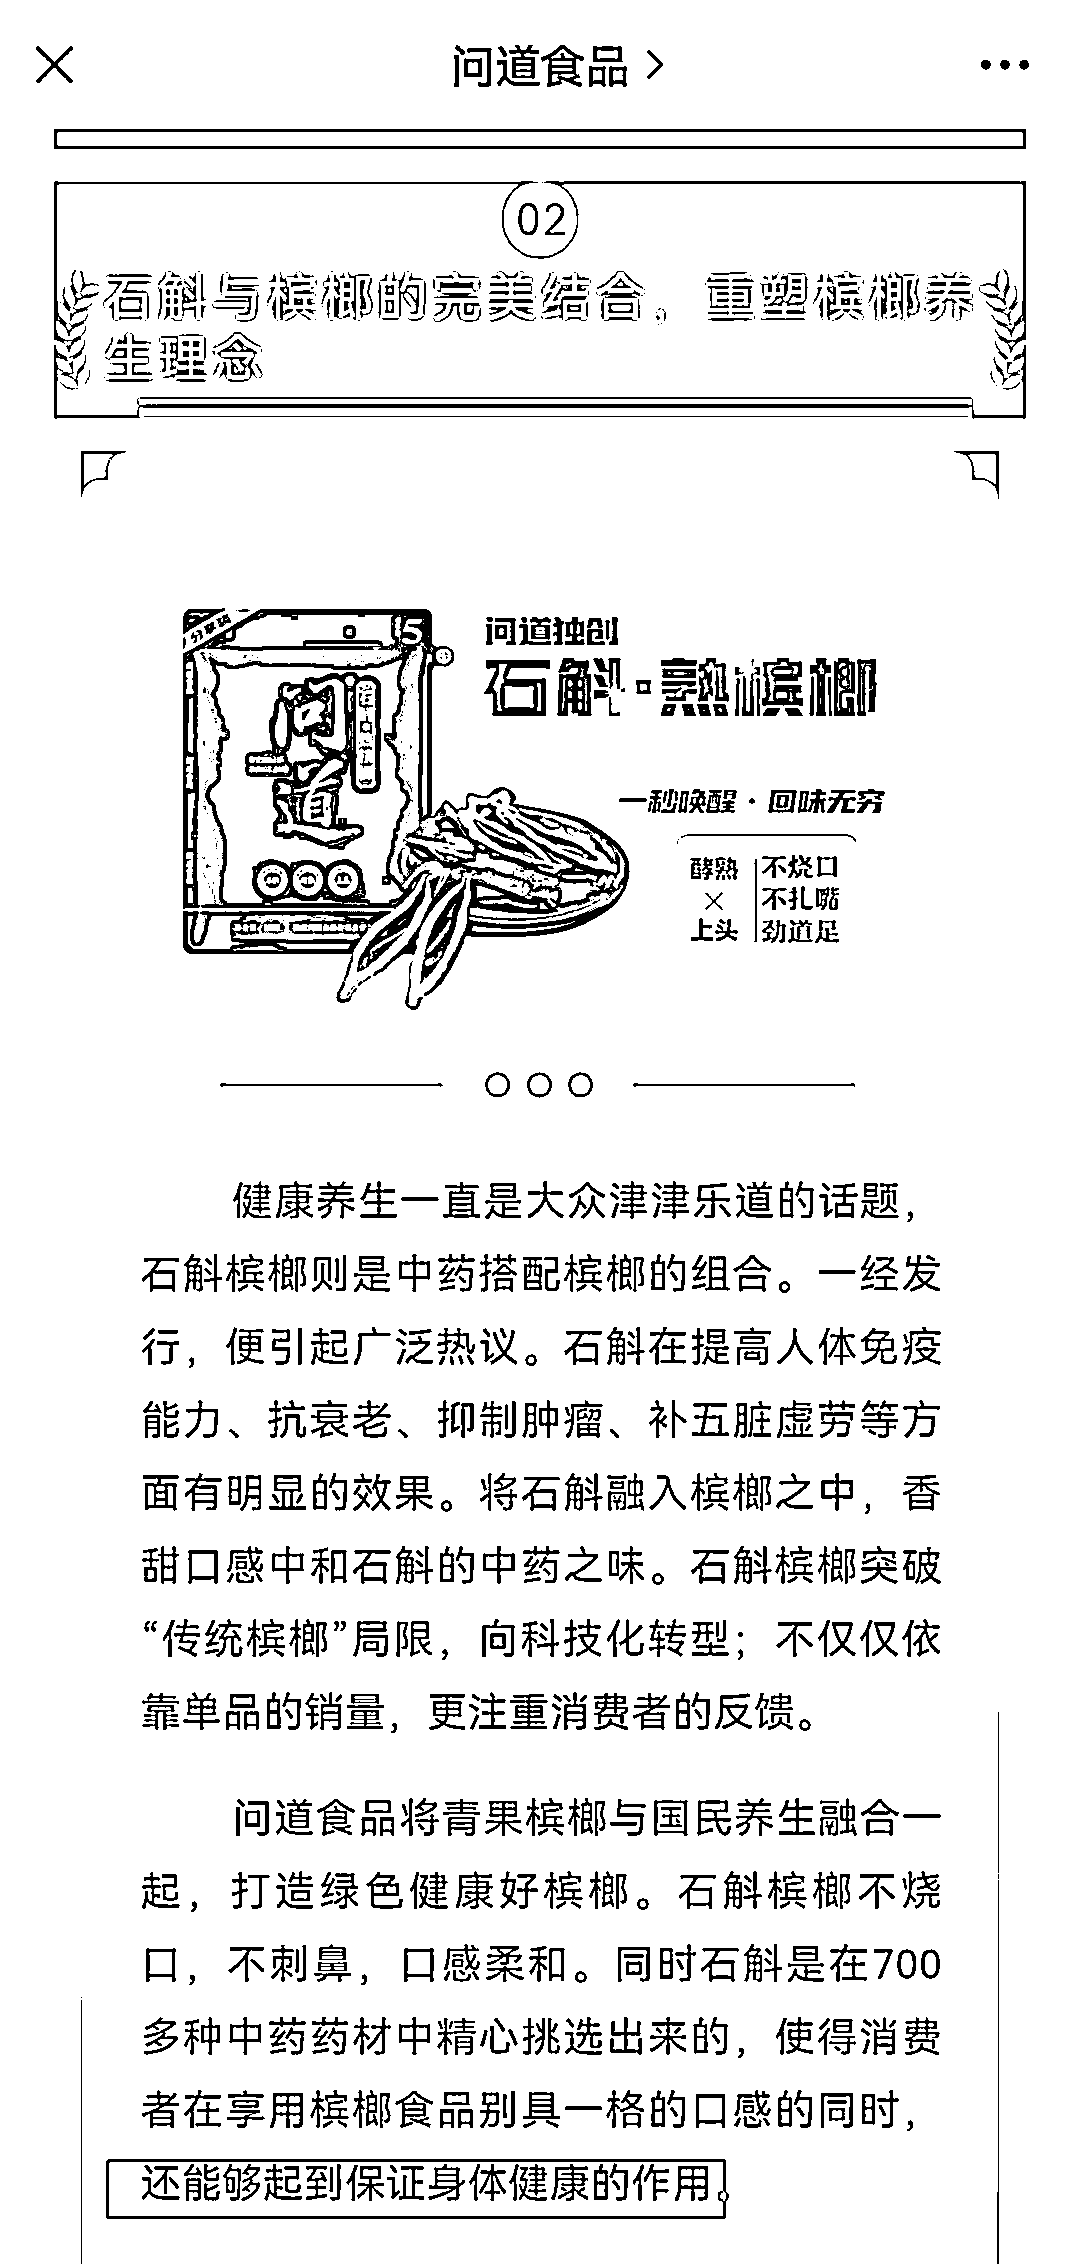 问道食品
02
石斛与槟榔的完美结合，重塑槟榔养
生理念
分享装
5
问道
问道独创
石斛·熟槟榔
一秒唤醒·回味无穷
酵熟 不烧口
× 不扎嘴
上头 劲道足
健康养生一直是大众津津乐道的话题，
石斛槟榔则是中药搭配槟榔的组合。一经发
行，便引起广泛热议。石斛在提高人体免疫
能力、抗衰老、抑制肿瘤、补五脏虚劳等方
面有明显的效果。将石斛融入槟榔之中，香
甜口感中和石斛的中药之味。石斛槟榔突破
“传统槟榔”局限，向科技化转型；不仅仅依
靠单品的销量，更注重消费者的反馈。
问道食品将青果槟榔与国民养生融合一
起，打造绿色健康好槟榔。石斛槟榔不烧
口，不刺鼻，口感柔和。同时石斛是在700
多种中药药材中精心挑选出来的，使得消费
者在享用槟榔食品别具一格的口感的同时，
还能够起到保证身体健康的作用。